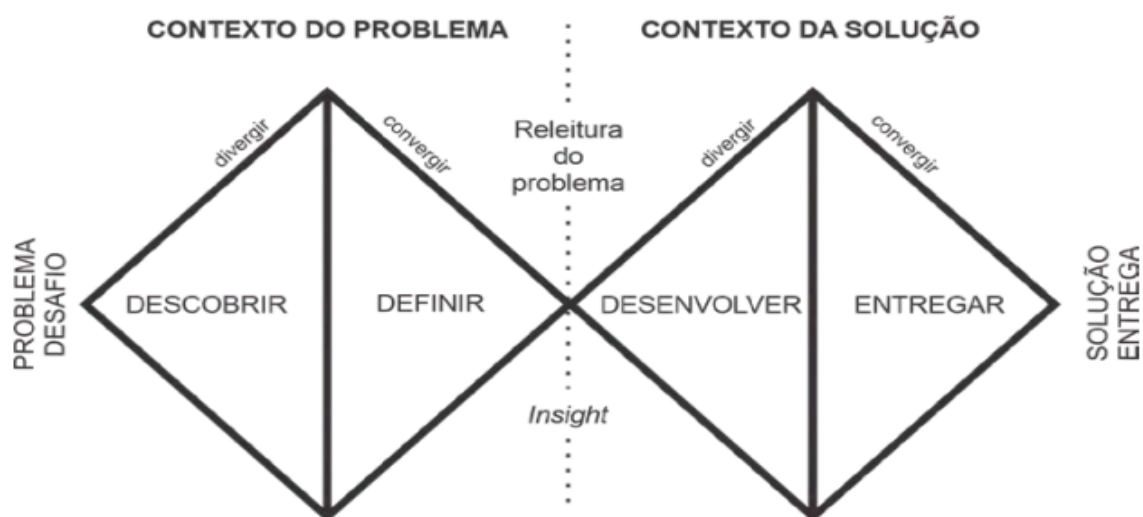 CONTEXTO DO PROBLEMA
CONTEXTO DA SOLUÇÃO
divergir
convergir
Releitura
do
problema
divergir
convergir
PROBLEMA
DESAFIO
DESCOBRIR
DEFINIR
DESENVOLVER
ENTREGAR
SOLUÇÃO
ENTREGA
Insight